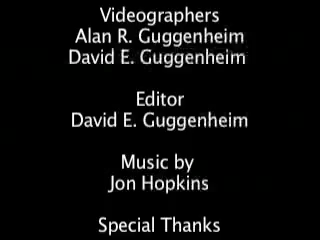 Videographers
Alan R. Guggenheim
David E. Guggenheim
Editor
David E. Guggenheim
Music by
Jon Hopkins
Special Thanks